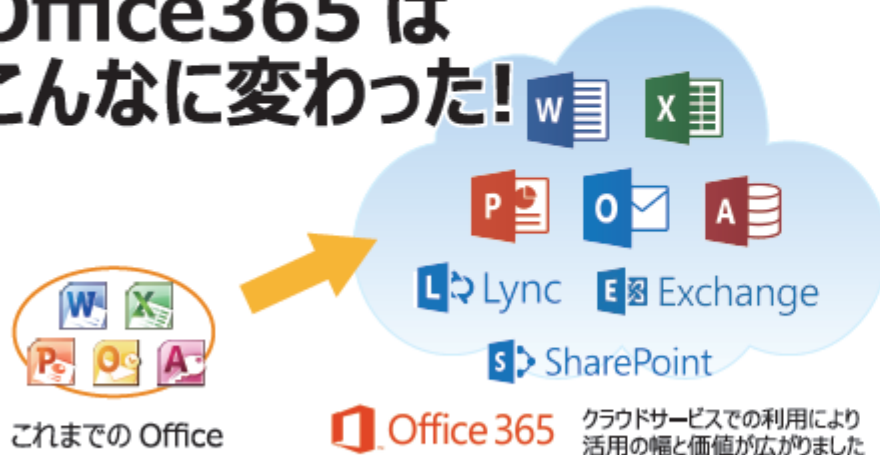 Office365 は
こんなに変わった!
W
X
P
O
A
L Lync
E Exchange
S SharePoint
W
X
P
O
A
これまでの Office
Office 365
クラウドサービスでの利用により
活用の幅と価値が広がりました